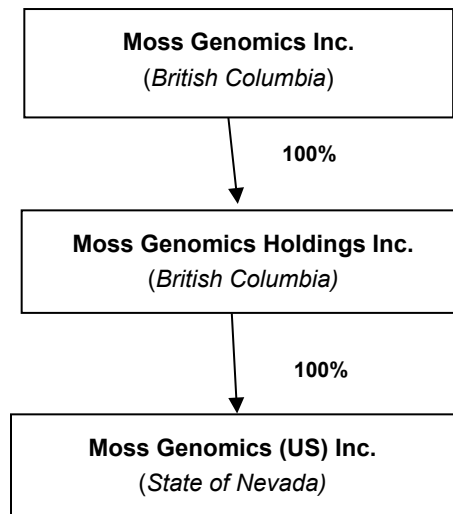 Moss Genomics Inc.
(British Columbia)
100%
Moss Genomics Holdings Inc.
(British Columbia)
100%
Moss Genomics (US) Inc.
(State of Nevada)